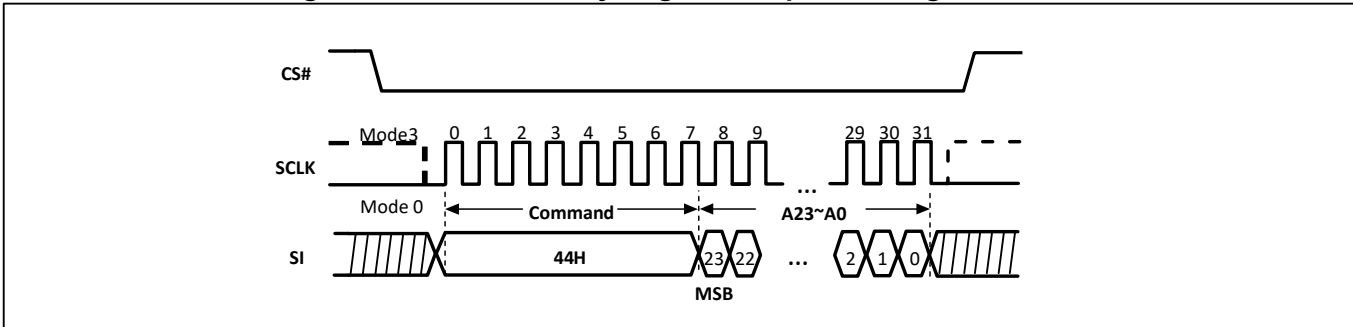 CS#
Mode3 0 1 2 3 4 5 6 7 8 9 29 30 31
SCLK
...
Mode 0 Command A23~A0
SI 44H 23 22 ... 2 1 0
MSB